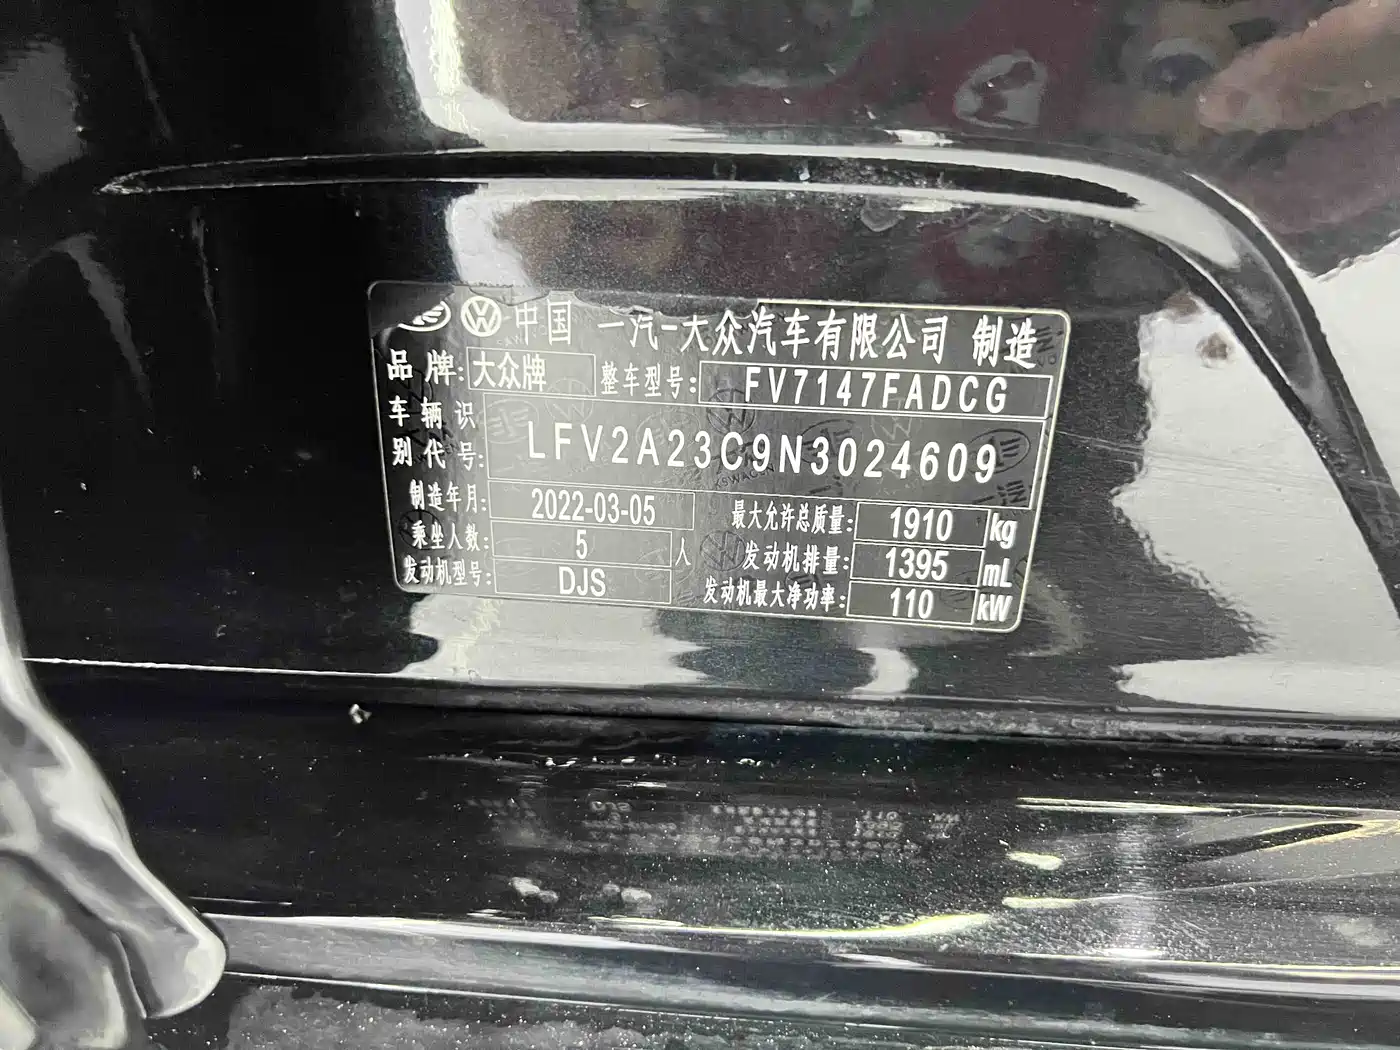 中国 一汽-大众汽车有限公司 制造
品牌: 大众牌 整车型号: FV7147FADCG
车辆识别代号: LFV2A23C9N3024609
制造年月: 2022-03-05 最大允许总质量: 1910 kg
乘坐人数: 5 人 发动机排量: 1395 mL
发动机型号: DJS 发动机最大净功率: 110 kW